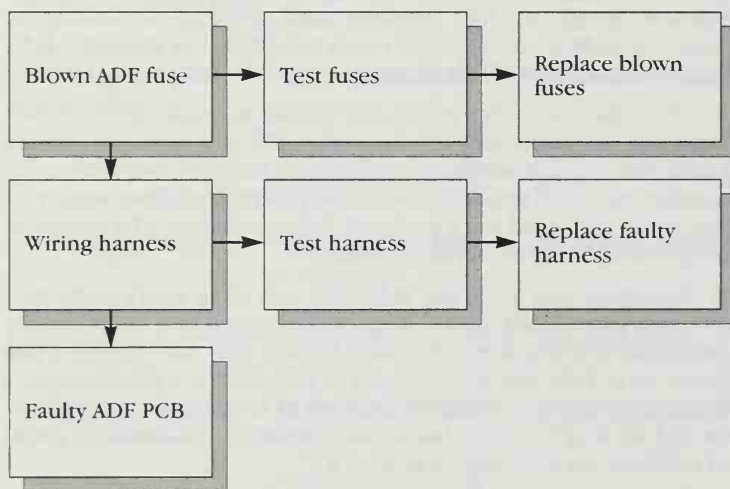 Blown ADF fuse
Test fuses
Replace blown
fuses
Wiring harness
Test harness
Replace faulty
harness
Faulty ADF PCB